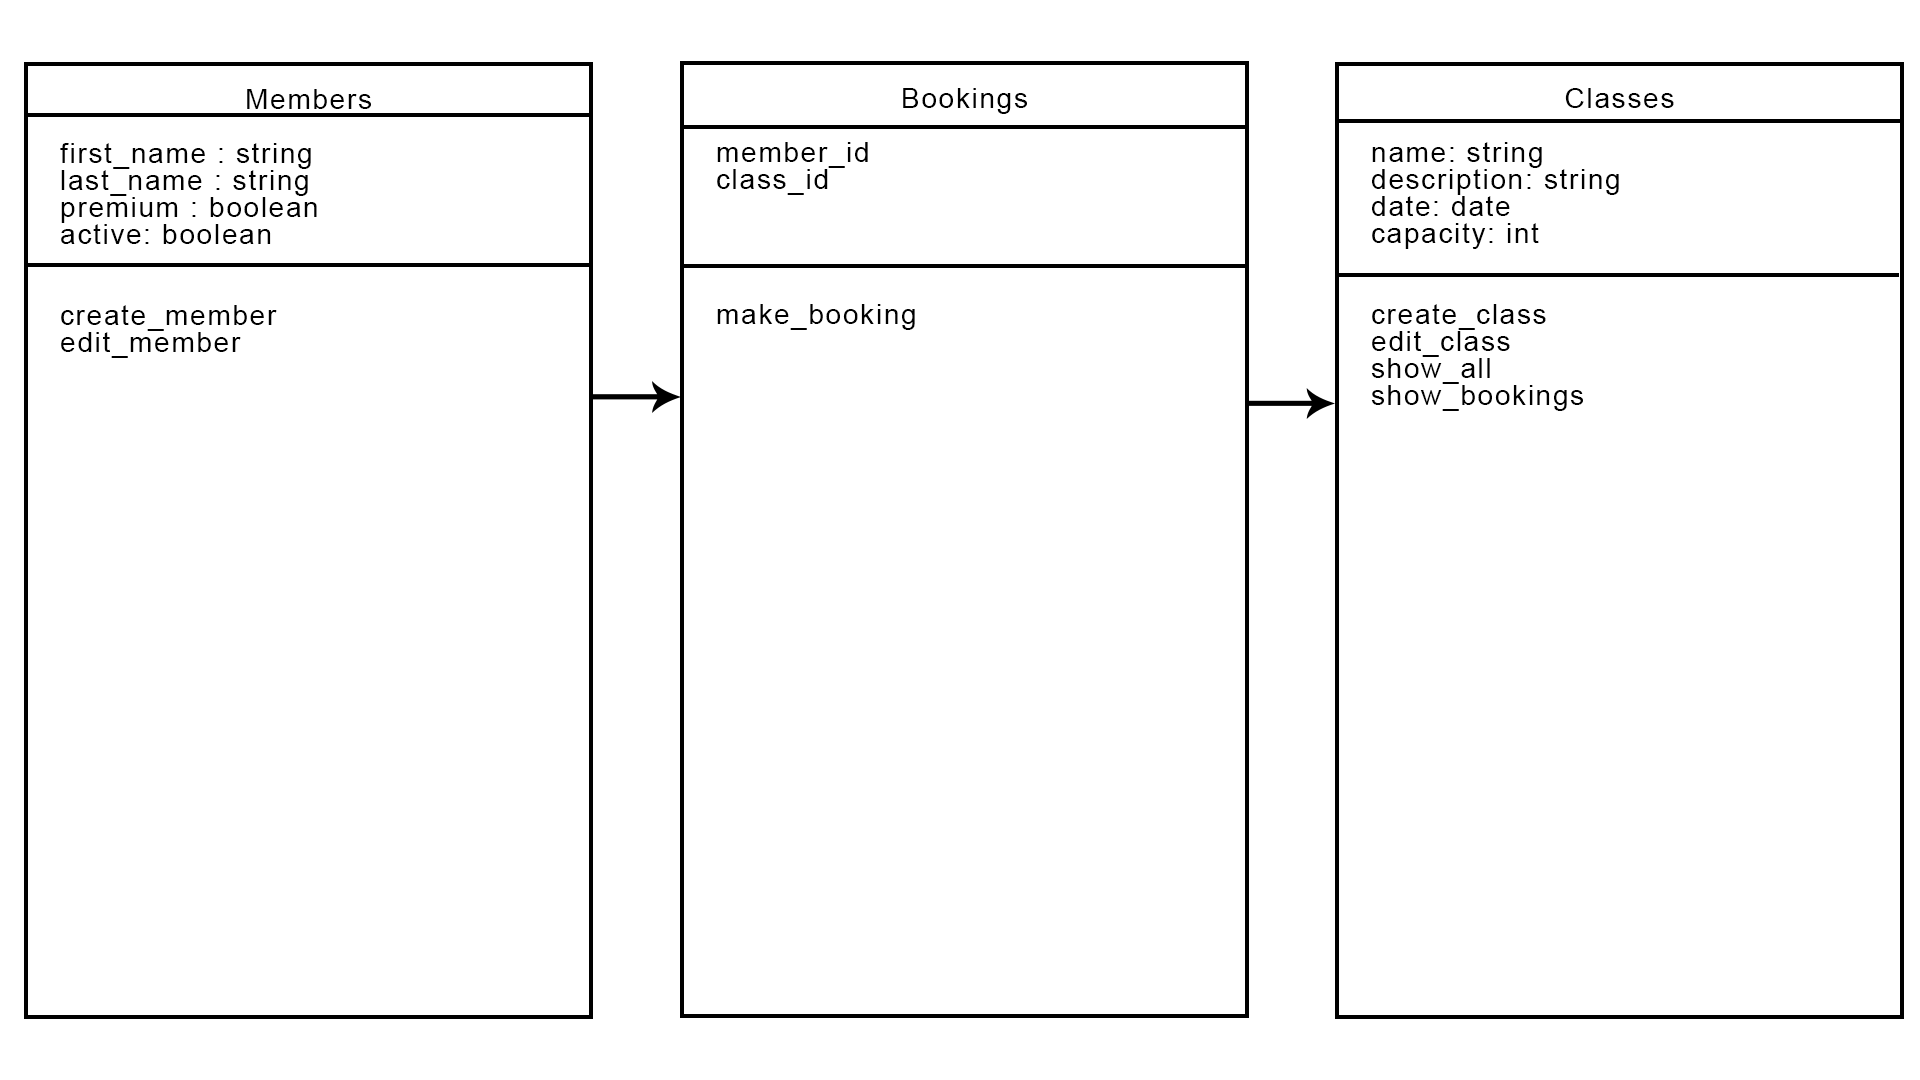 Members
first_name : string
last_name : string
premium : boolean
active: boolean
create_member
edit_member
Bookings
member_id
class_id
make_booking
Classes
name: string
description: string
date: date
capacity: int
create_class
edit_class
show_all
show_bookings